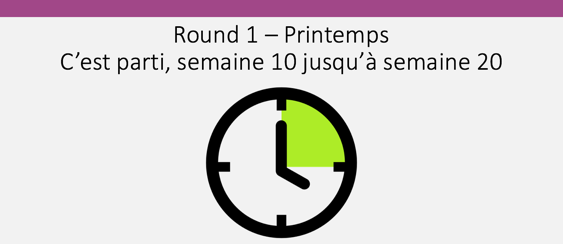 Round 1 – Printemps
C’est parti, semaine 10 jusqu’à semaine 20